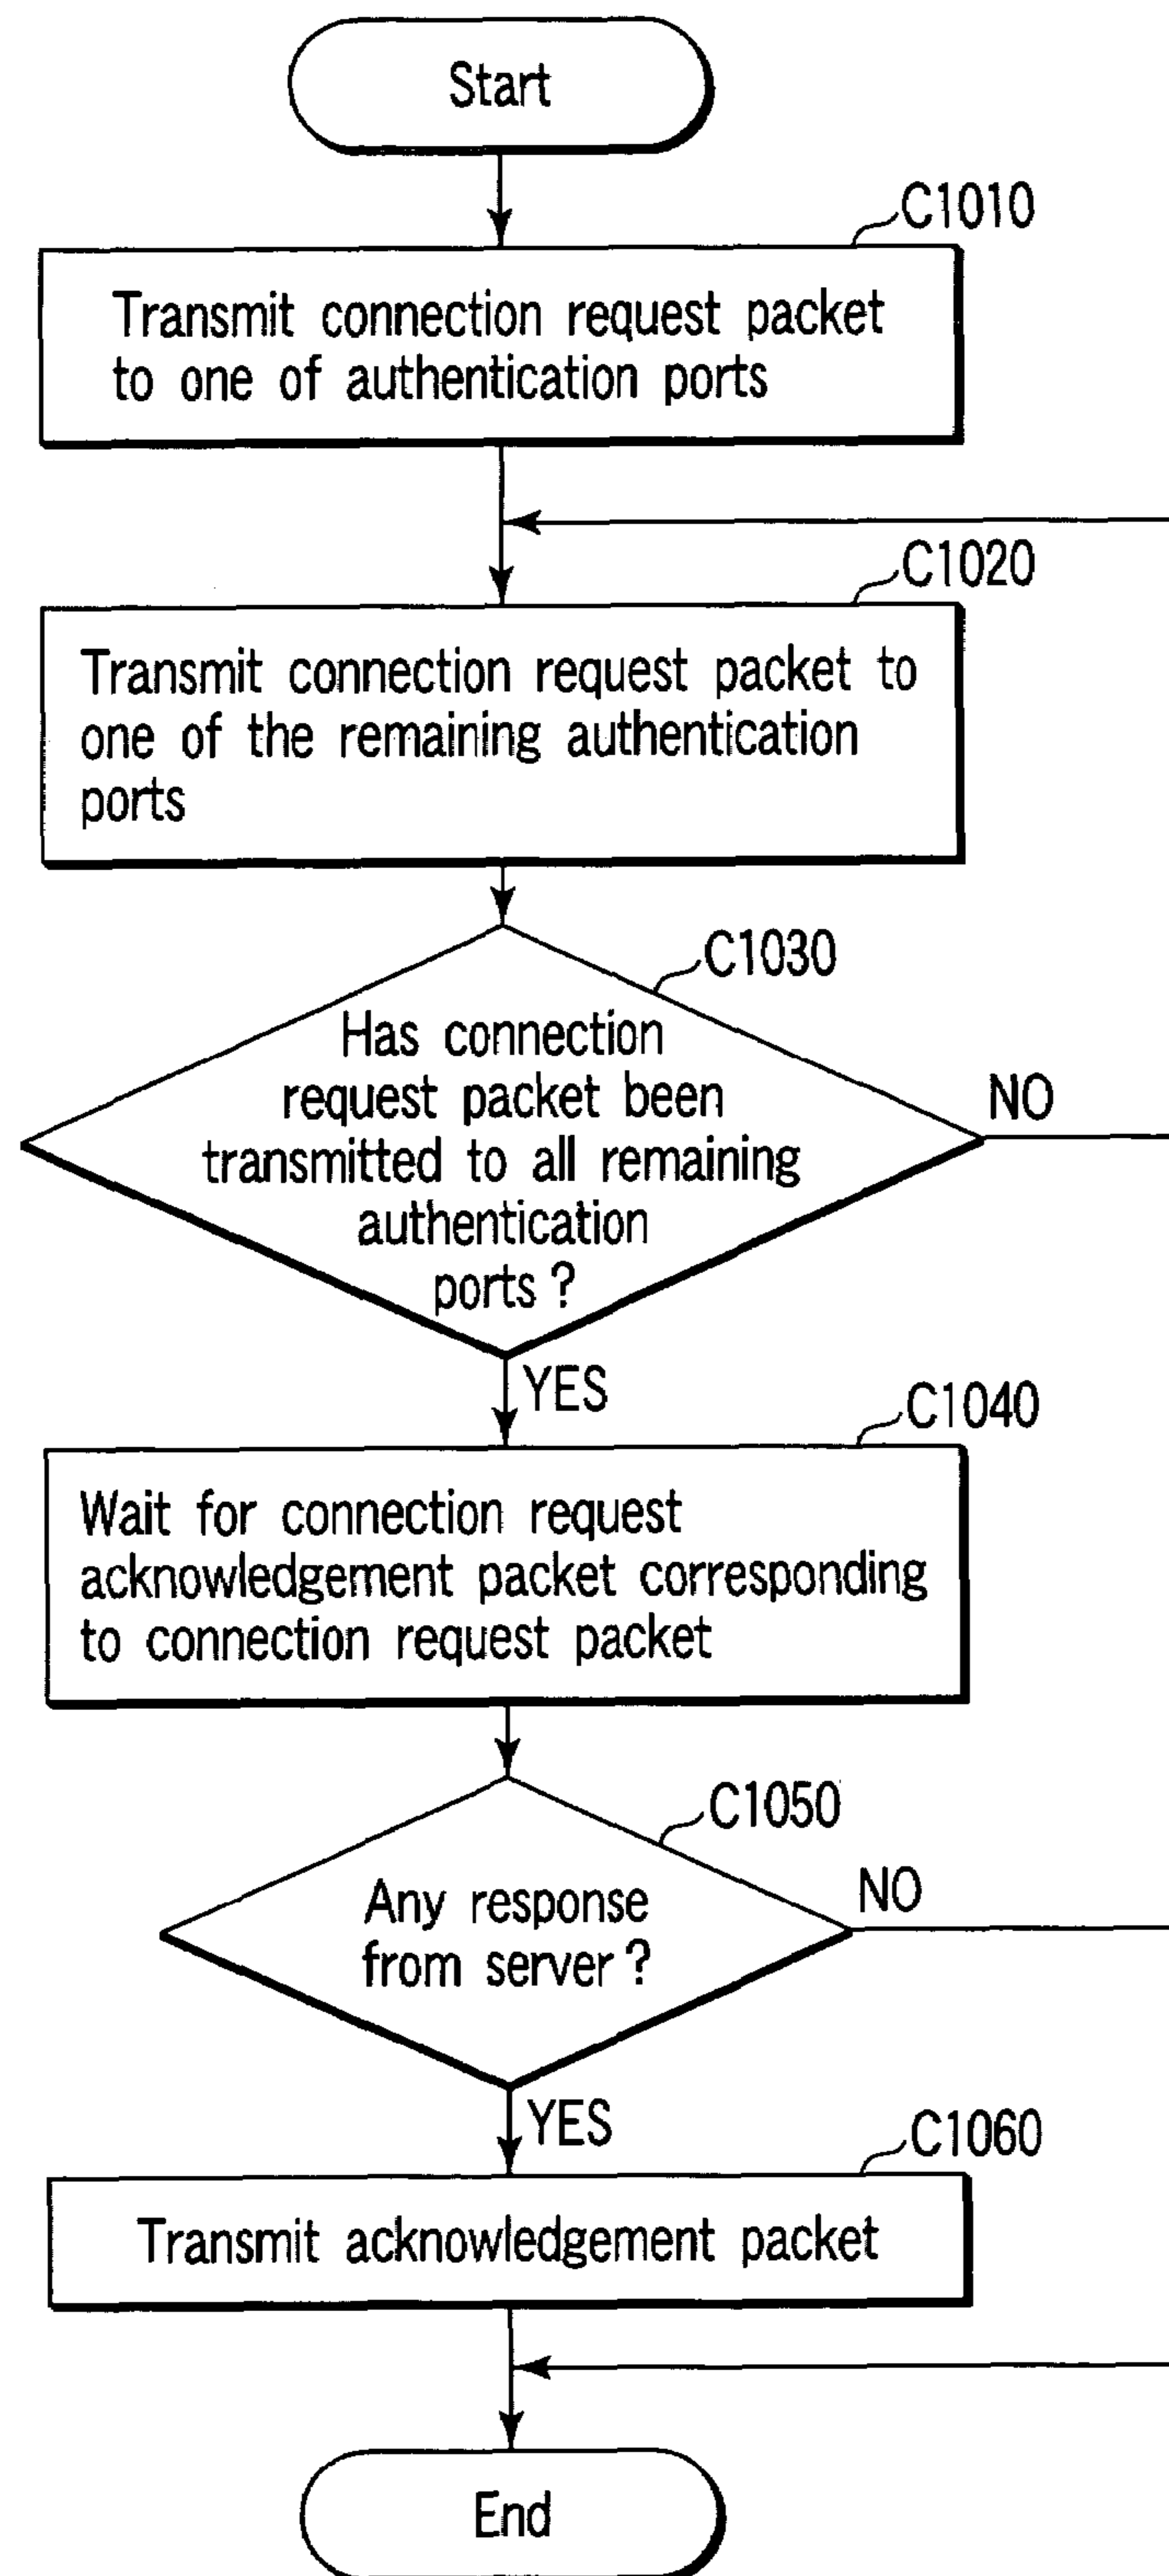 Start
C1010
Transmit connection request packet
to one of authentication ports
C1020
Transmit connection request packet to
one of the remaining authentication
ports
C1030
Has connection
request packet been
transmitted to all remaining
authentication
ports ?
NO
YES
C1040
Wait for connection request
acknowledgement packet corresponding
to connection request packet
C1050
Any response
from server ?
NO
YES
C1060
Transmit acknowledgement packet
End